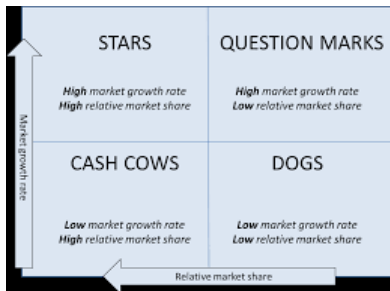 STARS
High market growth rate
High relative market share
QUESTION MARKS
High market growth rate
Low relative market share
CASH COWS
Low market growth rate
High relative market share
DOGS
Low market growth rate
Low relative market share
Market growth
rate
Relative market share